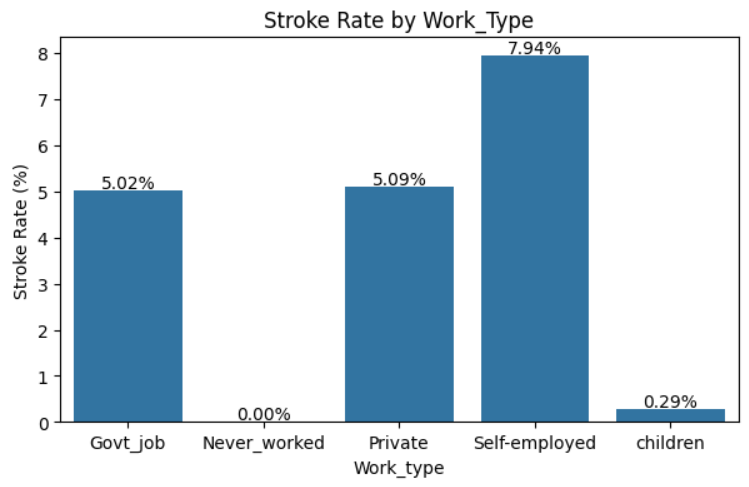 Stroke Rate by Work_Type
Stroke Rate (%)
8
7
6
5
4
3
2
1
0
5.02%
0.00%
5.09%
7.94%
0.29%
Govt_job
Never_worked
Private
Self-employed
children
Work_type